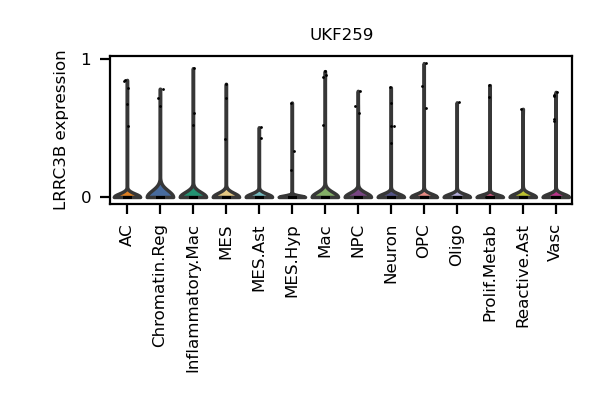 UKF259
LRRC3B expression
1
0
AC
Chromatin.Reg
Inflammatory.Mac
MES
MES.Ast
MES.Hyp
Mac
NPC
Neuron
OPC
Oligo
Prolif.Metab
Reactive.Ast
Vasc